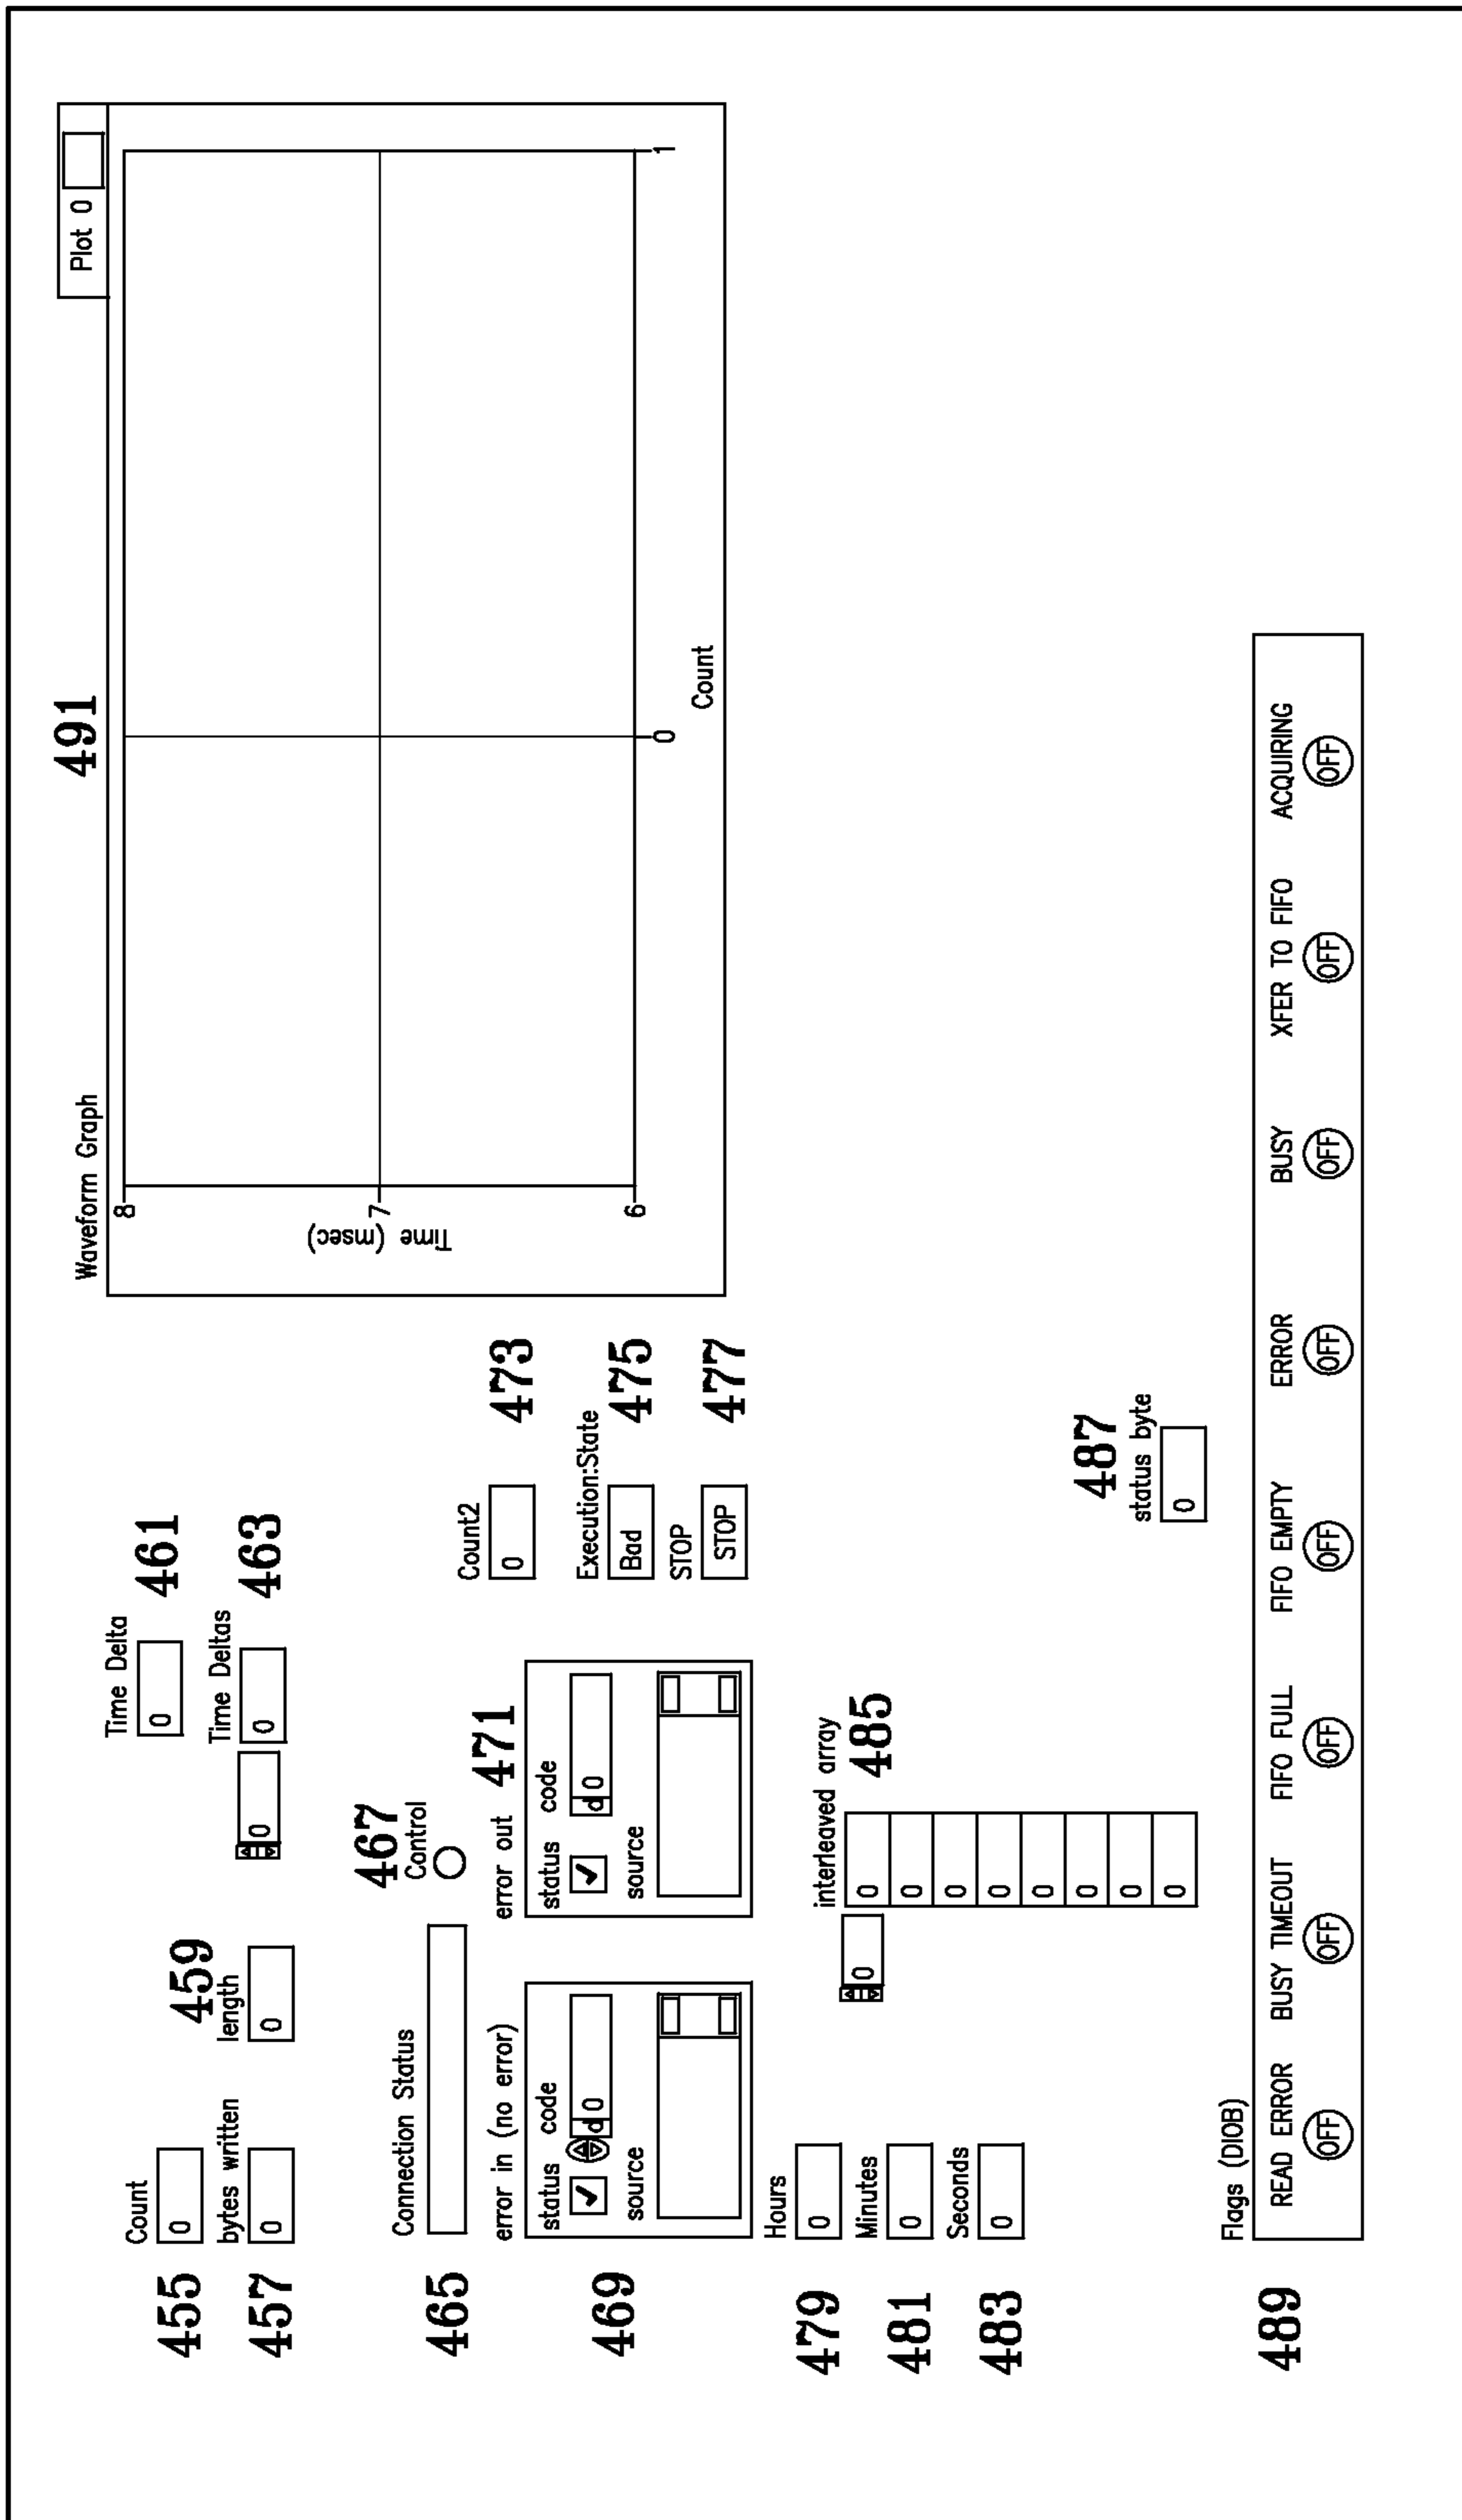 491
Waveform Graph
Plot 0
8
7
6
Time (msec)
0
1
Count
455
Count
0
457
bytes written
0
459
length
0
461
Time Delta
0
463
Time Deltas
0
0
465
Connection Status
467
Control
469
error in (no error)
status code
d 0
source
471
error out
status code
d 0
source
473
Count2
0
475
Execution:State
Bad
477
STOP
STOP
479
Hours
0
481
Minutes
0
483
Seconds
0
485
interleaved array
0
0
0
0
0
0
0
0
0
487
status byte
0
489
Flags (DIOB)
READ ERROR BUSY TIMEOUT FIFO FULL FIFO EMPTY ERROR BUSY XFER TO FIFO ACQUIRING
OFF OFF OFF OFF OFF OFF OFF OFF